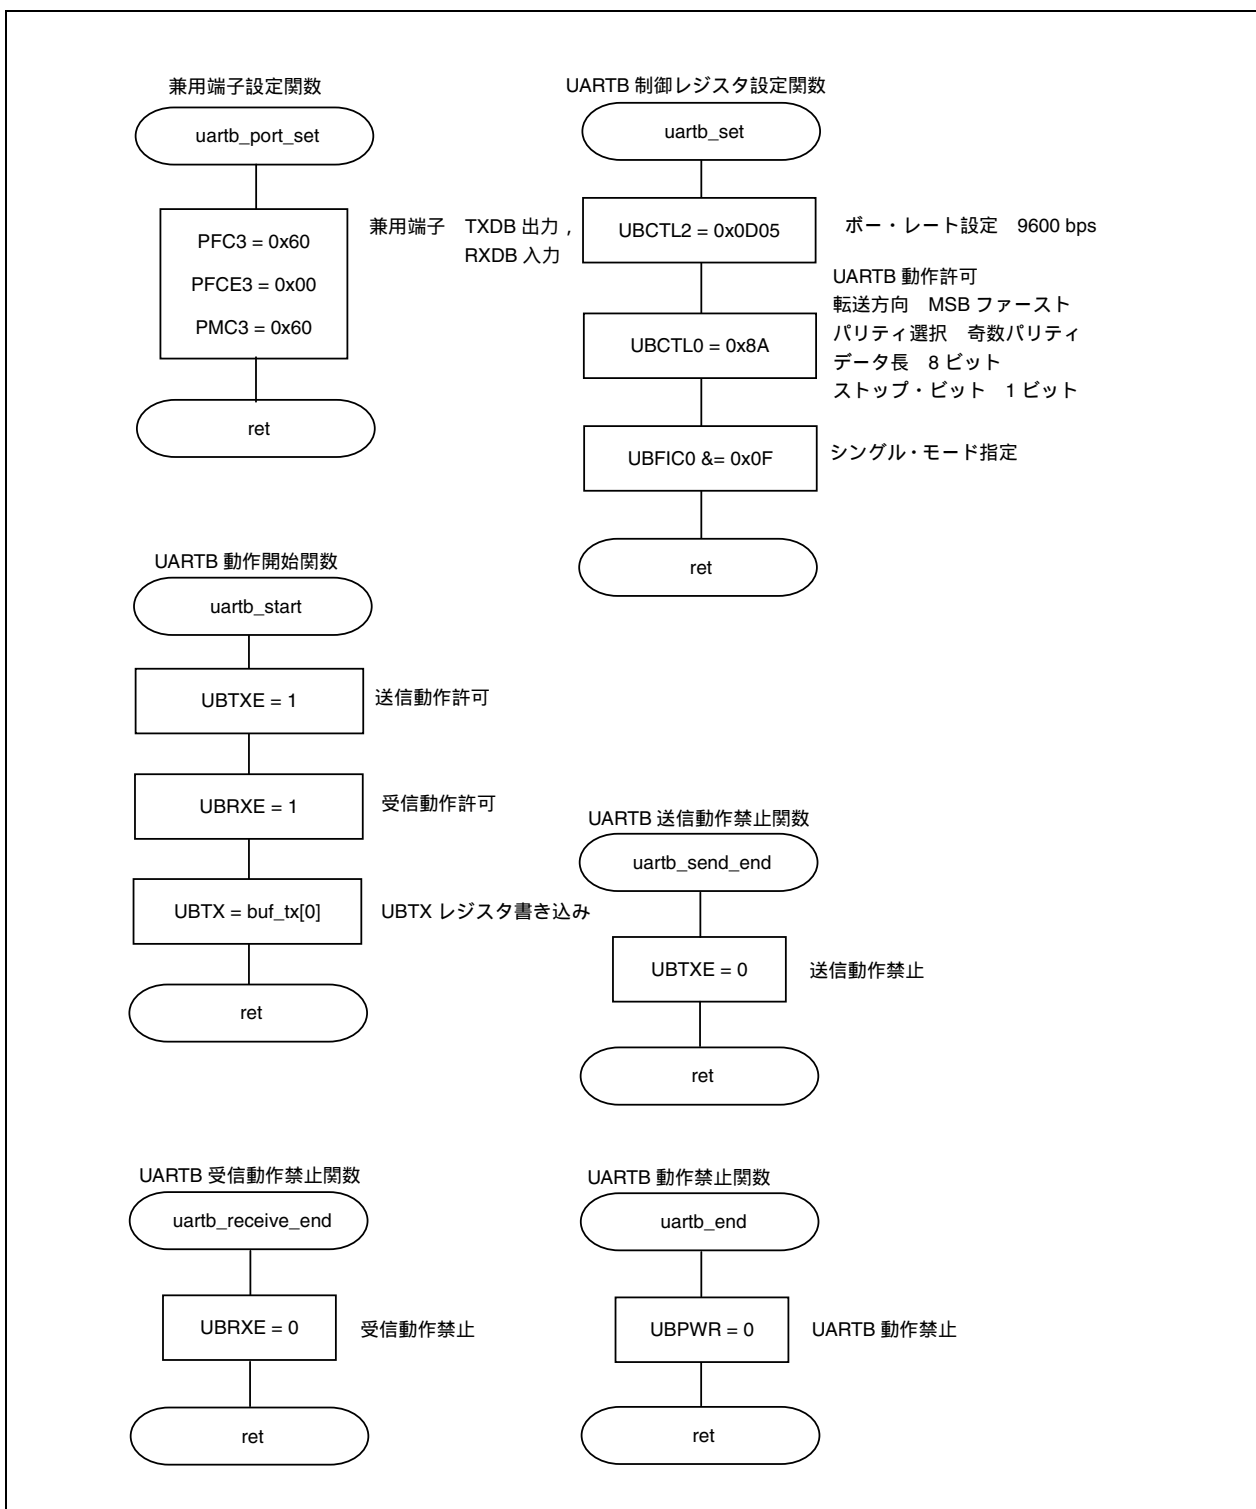 兼用端子設定関数
uartb_port_set
PFC3 = 0x60
PFCE3 = 0x00
PMC3 = 0x60
兼用端子　TXDB 出力，
RXDB 入力
ret
UARTB 制御レジスタ設定関数
uartb_set
UBCTL2 = 0x0D05
ボー・レート設定　9600 bps
UBCTL0 = 0x8A
UARTB 動作許可
転送方向　MSB ファースト
パリティ選択　奇数パリティ
データ長　8 ビット
ストップ・ビット　1 ビット
UBFIC0 &= 0x0F
シングル・モード指定
ret
UARTB 動作開始関数
uartb_start
UBTXE = 1
送信動作許可
UBRXE = 1
受信動作許可
UBTX = buf_tx[0]
UBTX レジスタ書き込み
ret
UARTB 送信動作禁止関数
uartb_send_end
UBTXE = 0
送信動作禁止
ret
UARTB 受信動作禁止関数
uartb_receive_end
UBRXE = 0
受信動作禁止
ret
UARTB 動作禁止関数
uartb_end
UBPWR = 0
UARTB 動作禁止
ret